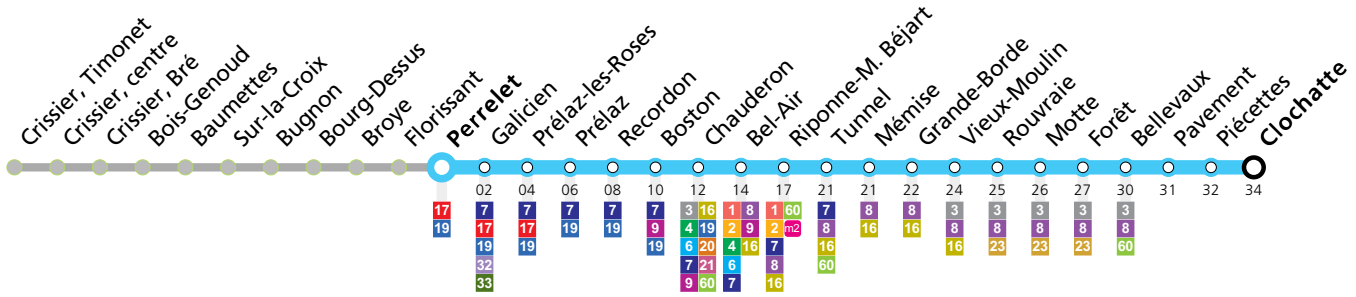 Crissier, Timonet
Crissier, centre
Crissier, Bré
Bois-Genoud
Baumettes
Sur-la-Croix
Bugnon
Bourg-Dessus
Broye
Florissant
Perrelet
Galicien
Prélaz-les-Roses
Prélaz
Recordon
Boston
Chauderon
Bel-Air
Riponne-M. Béjart
Tunnel
Mémise
Grande-Borde
Vieux-Moulin
Rouvraie
Motte
Forêt
Bellevaux
Pavement
Piécettes
Clochatte
02 04 06 08 10 12 14 17 21 21 22 24 25 26 27 30 31 32 34
17 7 7 7 7 7 3 16 1 8 1 60 7 8 8 3 3 3 3 3
19 17 17 19 19 9 4 19 2 9 2 m2 8 16 16 8 8 8 8 8
19 19 19 6 20 4 16 7 16 16 23 23 23 60
32 7 21 6 8 60
33 9 60 7 16